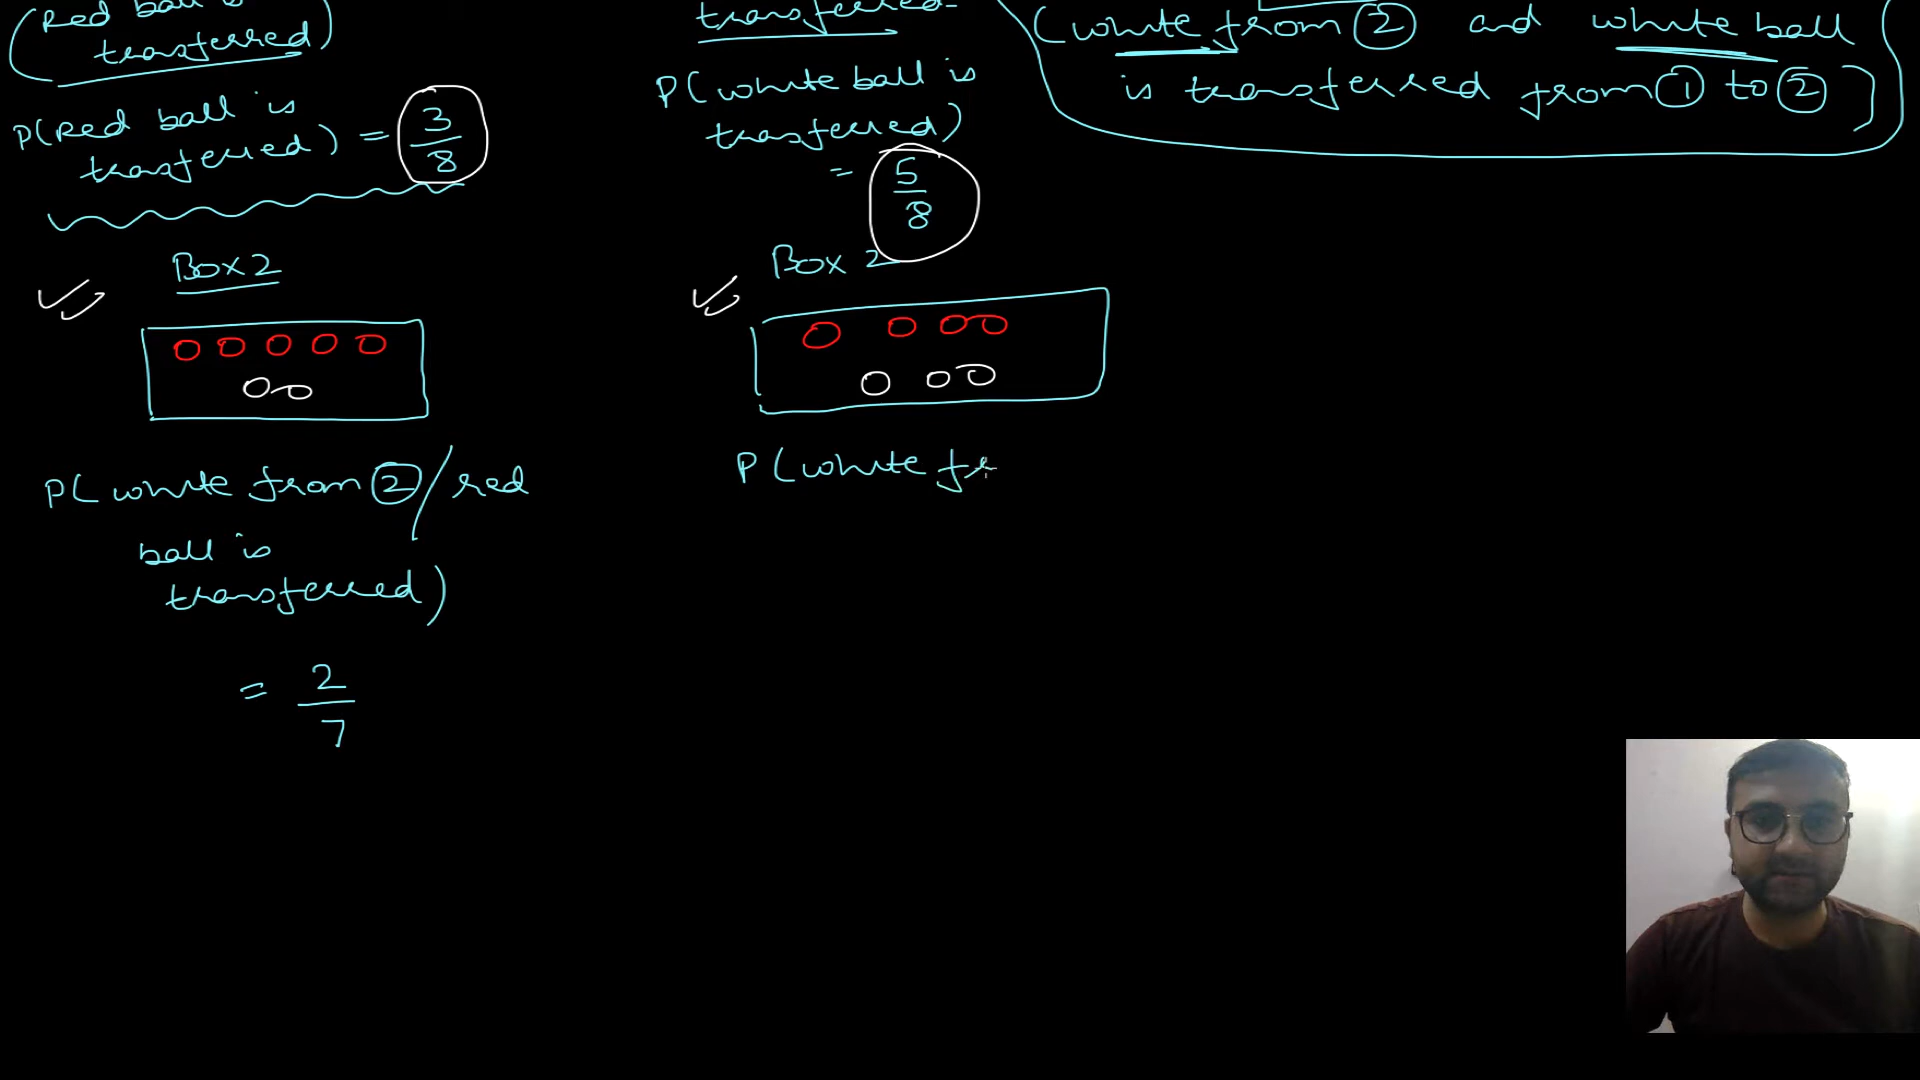 (Red ball is
transferred)
P(Red ball is
transferred) = 3/8
Box 2
P( white from 2 / red
ball is
transferred)
= 2/7
transferred
P( white ball is
transferred)
= 5/8
Box 2
P( white fr
(white from 2 and white ball
is transferred from 1 to 2)